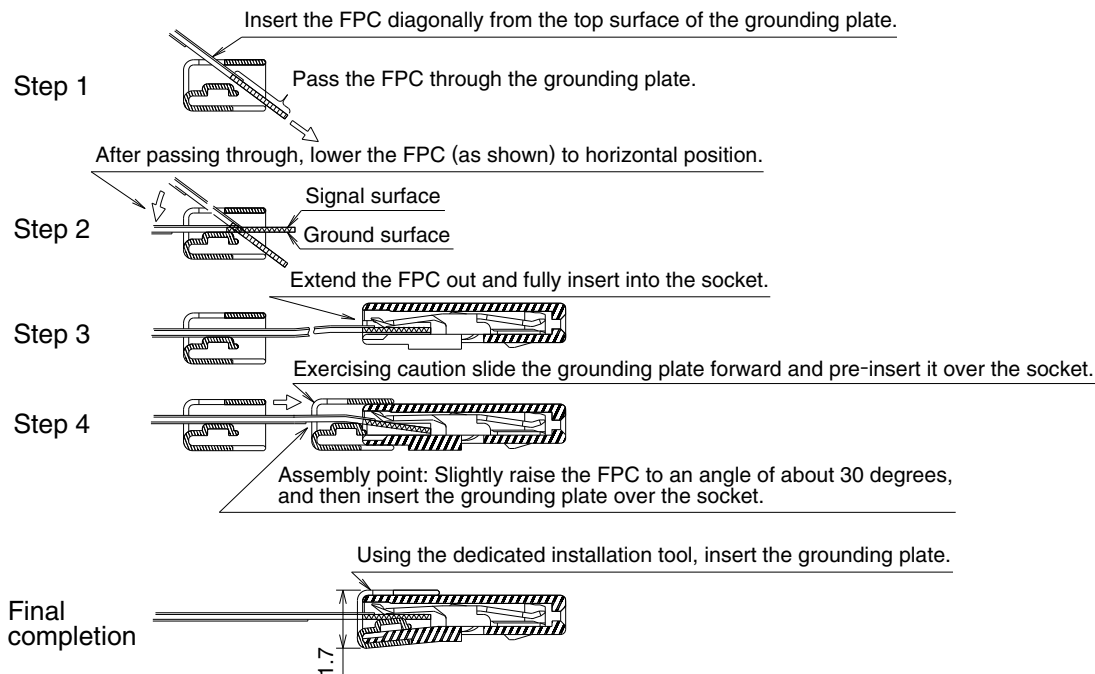 Insert the FPC diagonally from the top surface of the grounding plate.
Step 1
Pass the FPC through the grounding plate.
After passing through, lower the FPC (as shown) to horizontal position.
Step 2
Signal surface
Ground surface
Extend the FPC out and fully insert into the socket.
Step 3
Exercising caution slide the grounding plate forward and pre-insert it over the socket.
Step 4
Assembly point: Slightly raise the FPC to an angle of about 30 degrees,
and then insert the grounding plate over the socket.
Using the dedicated installation tool, insert the grounding plate.
Final
completion
1.7